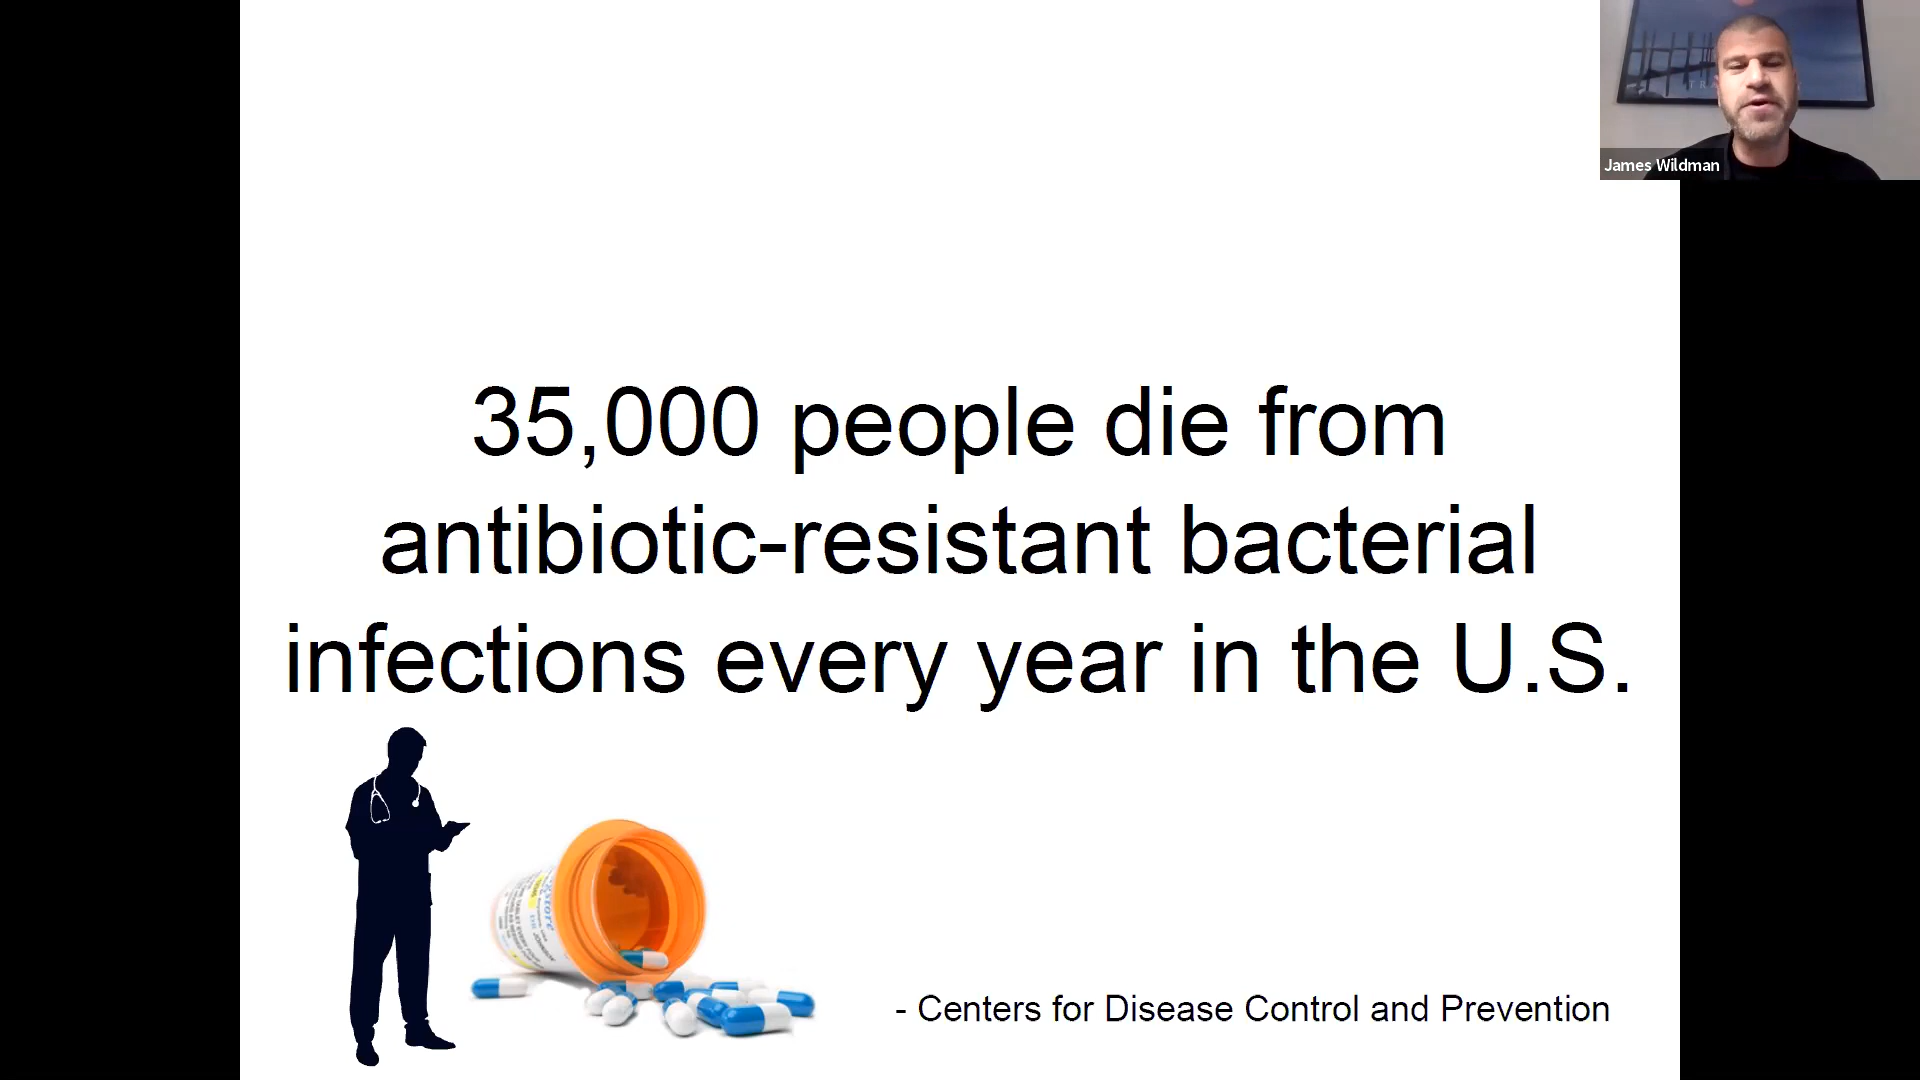 James Wildman
35,000 people die from
antibiotic-resistant bacterial
infections every year in the U.S.
- Centers for Disease Control and Prevention